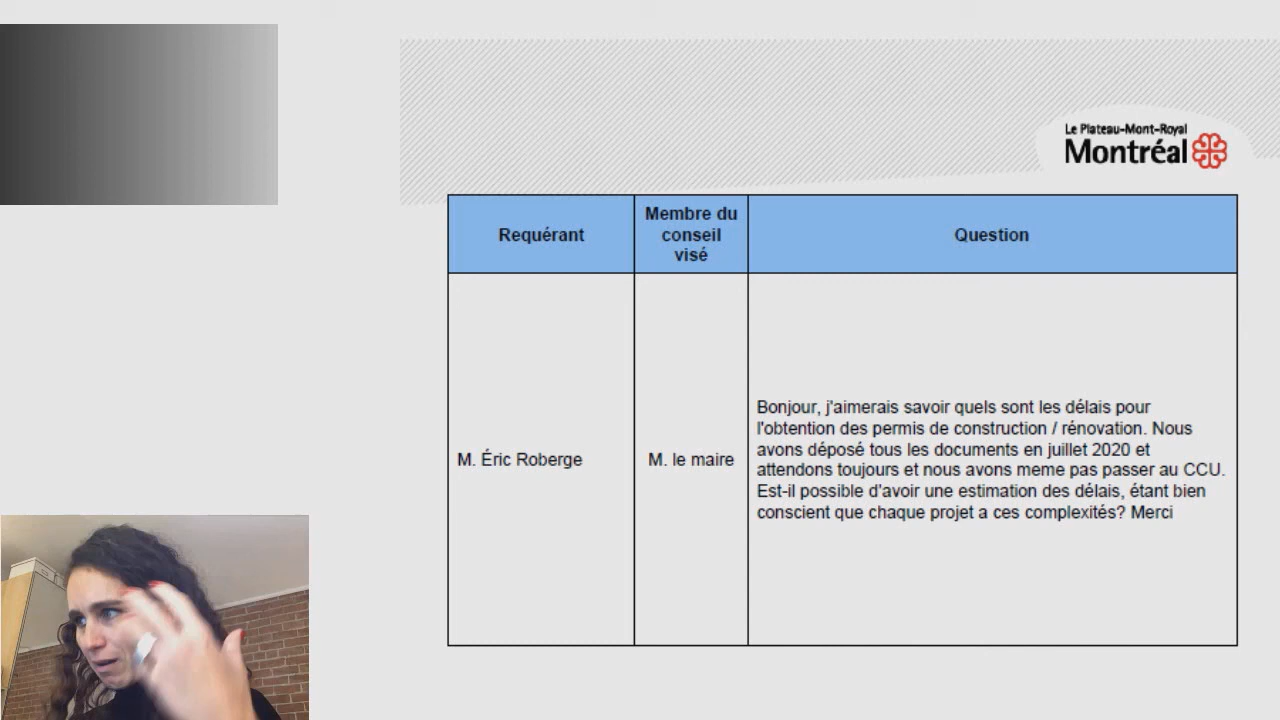 Le Plateau-Mont-Royal
Montréal
Requérant
Membre du
conseil
visé
Question
M. Éric Roberge
M. le maire
Bonjour, j'aimerais savoir quels sont les délais pour
l'obtention des permis de construction / rénovation. Nous
avons déposé tous les documents en juillet 2020 et
attendons toujours et nous avons meme pas passer au CCU.
Est-il possible d'avoir une estimation des délais, étant bien
conscient que chaque projet a ces complexités? Merci